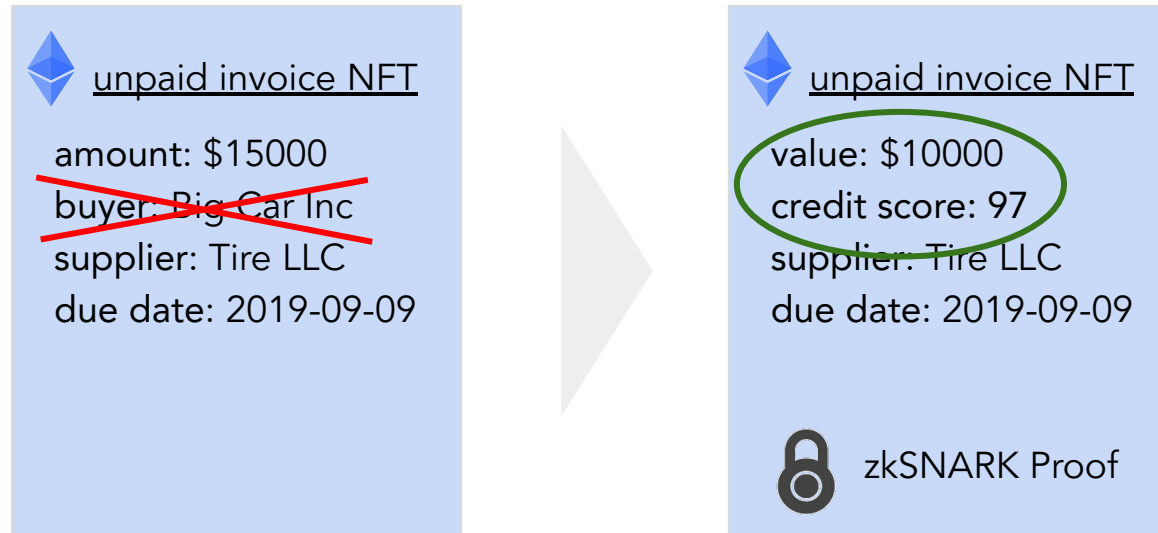 unpaid invoice NFT
amount: $15000
buyer: Big Car Inc
supplier: Tire LLC
due date: 2019-09-09
unpaid invoice NFT
value: $10000
credit score: 97
supplier: Tire LLC
due date: 2019-09-09
zkSNARK Proof